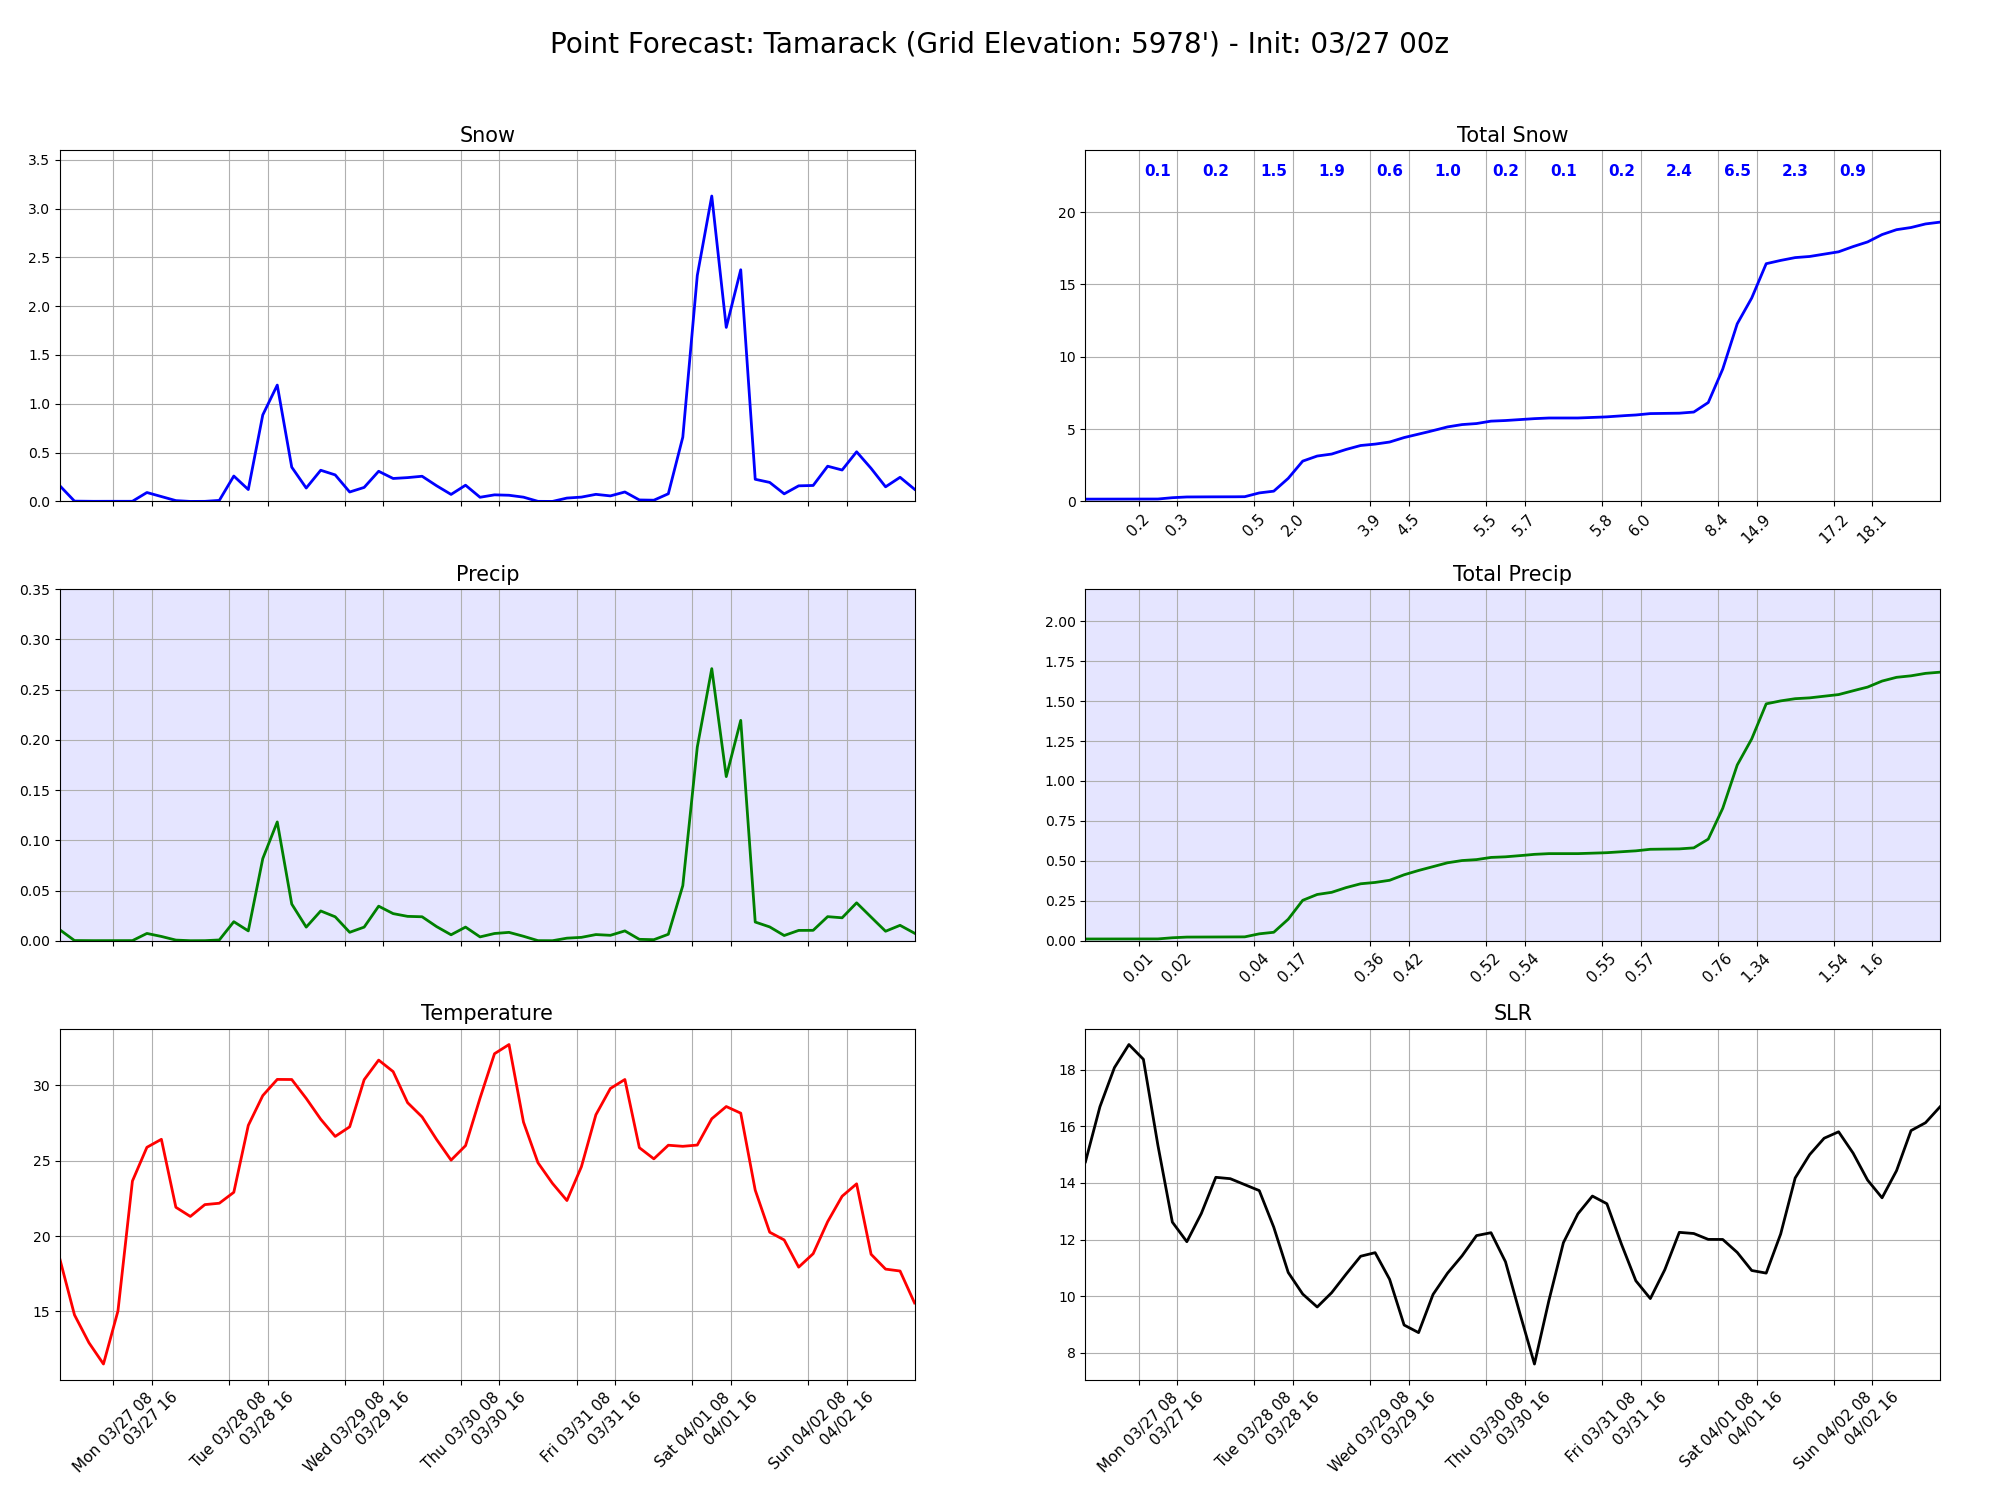 Point Forecast: Tamarack (Grid Elevation: 5978') - Init: 03/27 00z
Snow
3.5
3.0
2.5
2.0
1.5
1.0
0.5
0.0
Total Snow
0.1 0.2 1.5 1.9 0.6 1.0 0.2 0.1 0.2 2.4 6.5 2.3 0.9
20
15
10
5
0
0.2 0.3 0.5 2.0 3.9 4.5 5.5 5.7 5.8 6.0 8.4 14.9 17.2 18.1
Precip
0.35
0.30
0.25
0.20
0.15
0.10
0.05
0.00
Total Precip
2.00
1.75
1.50
1.25
1.00
0.75
0.50
0.25
0.00
0.01 0.02 0.04 0.17 0.36 0.42 0.52 0.54 0.55 0.57 0.76 1.34 1.54 1.6
Temperature
30
25
20
15
Mon 03/27 08
03/27 16
Tue 03/28 08
03/28 16
Wed 03/29 08
03/29 16
Thu 03/30 08
03/30 16
Fri 03/31 08
03/31 16
Sat 04/01 08
04/01 16
Sun 04/02 08
04/02 16
SLR
18
16
14
12
10
8
Mon 03/27 08
03/27 16
Tue 03/28 08
03/28 16
Wed 03/29 08
03/29 16
Thu 03/30 08
03/30 16
Fri 03/31 08
03/31 16
Sat 04/01 08
04/01 16
Sun 04/02 08
04/02 16